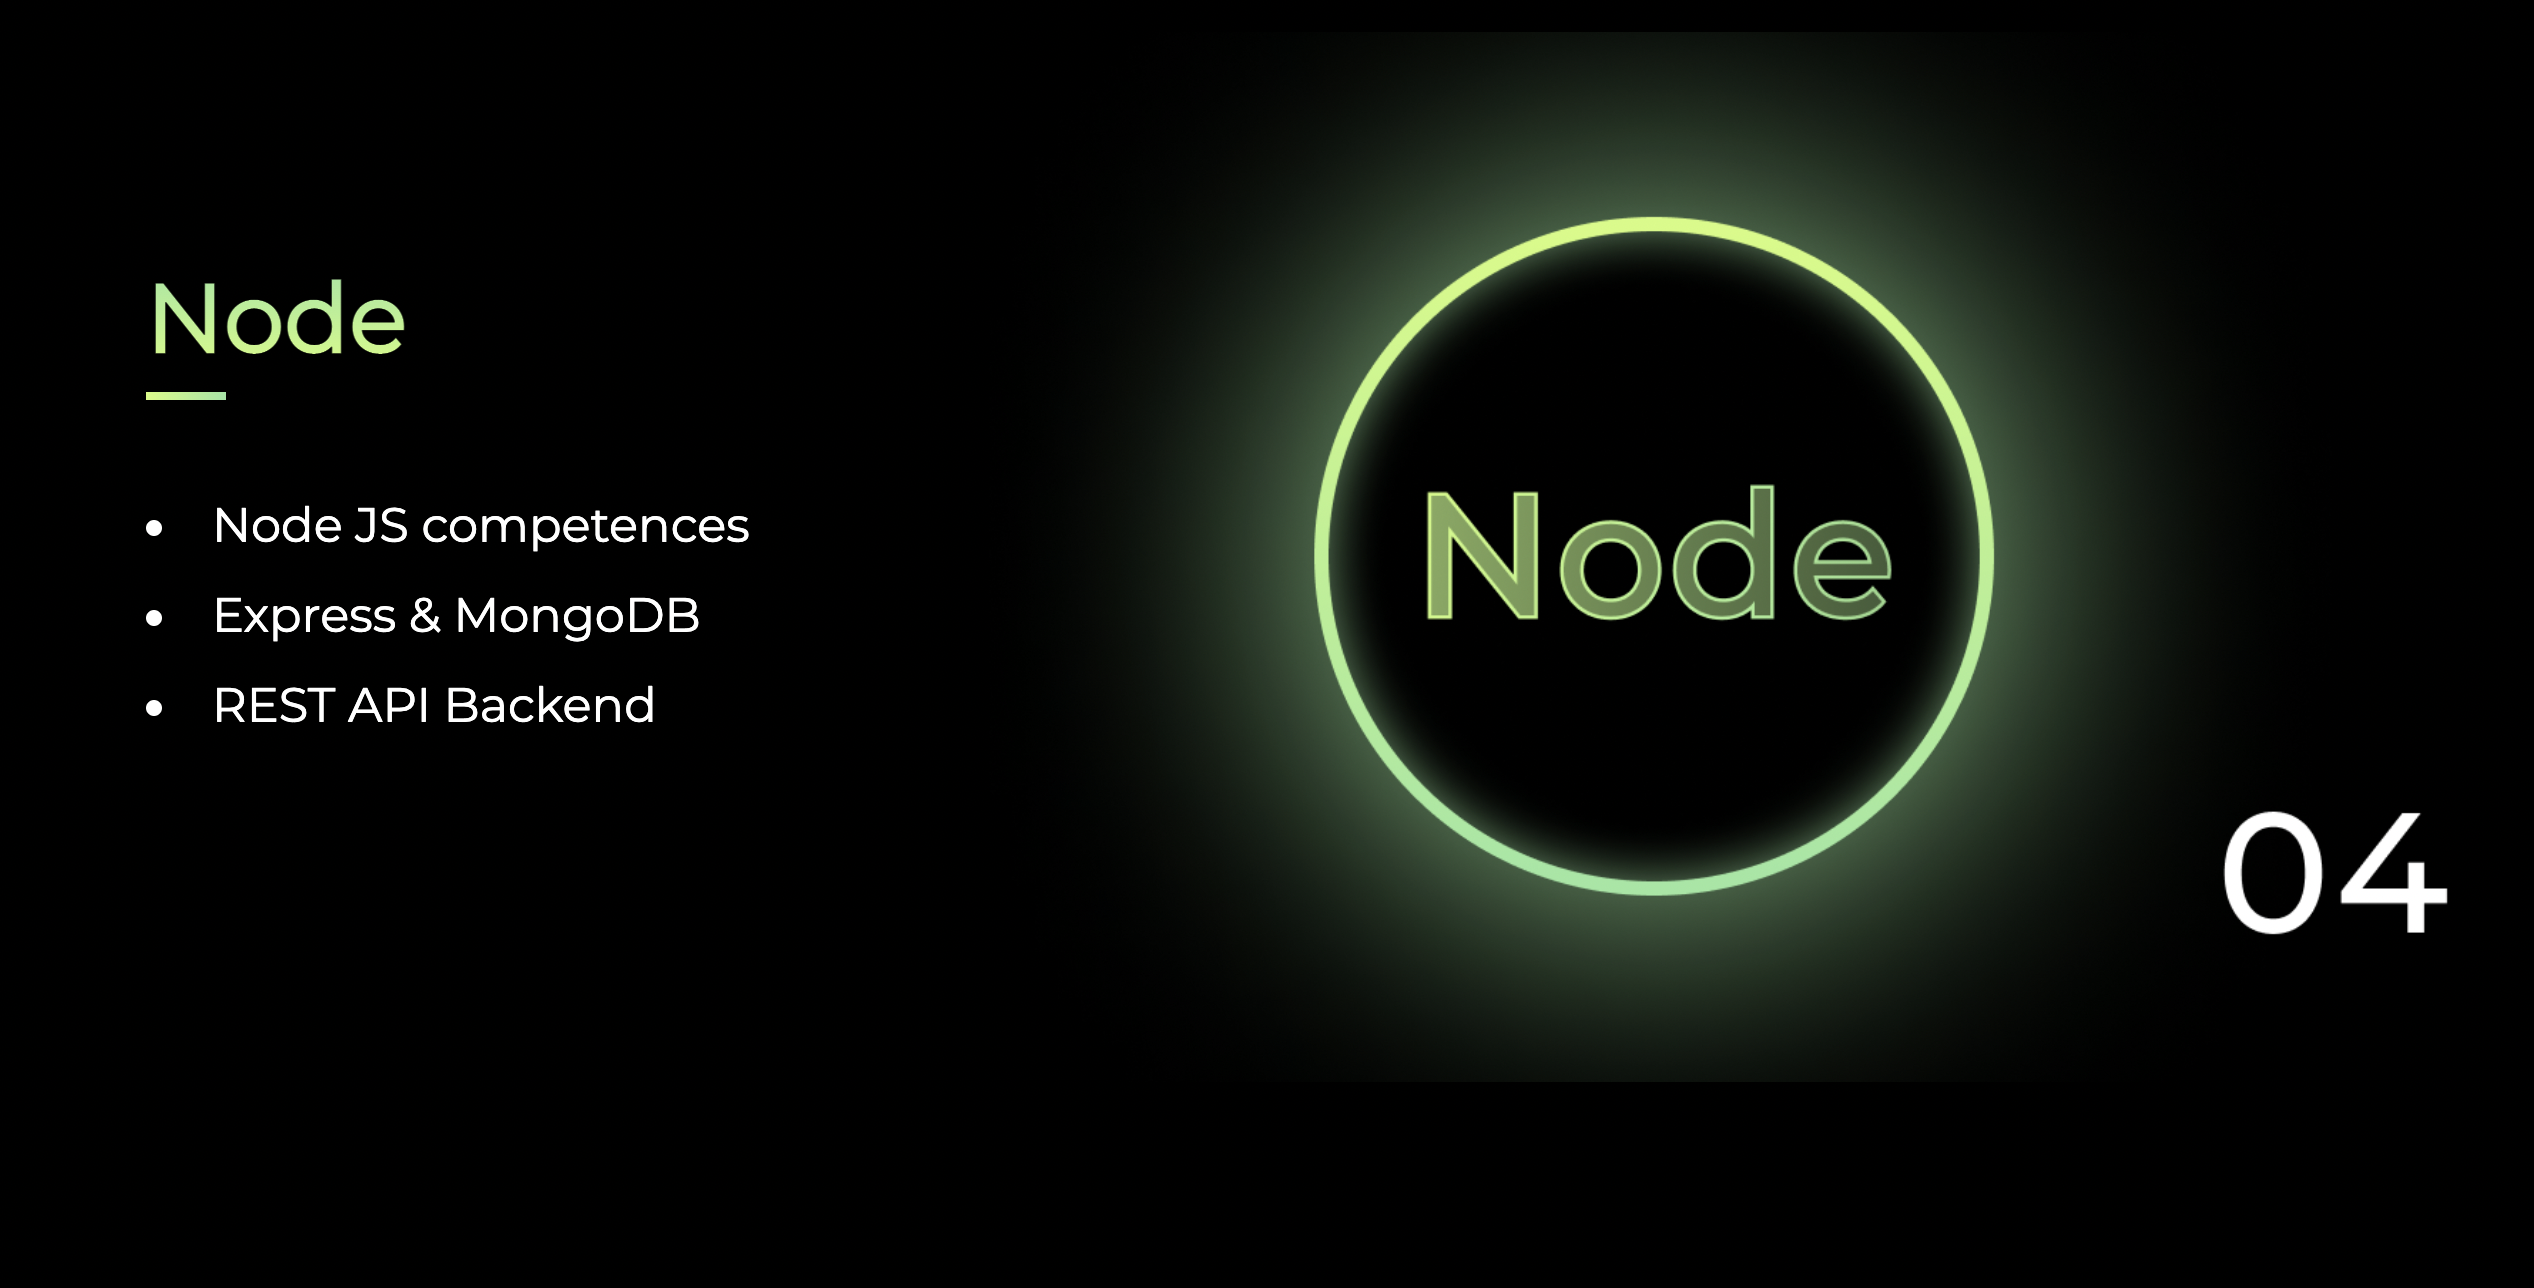 Node
Node JS competences
Express & MongoDB
REST API Backend
Node
04